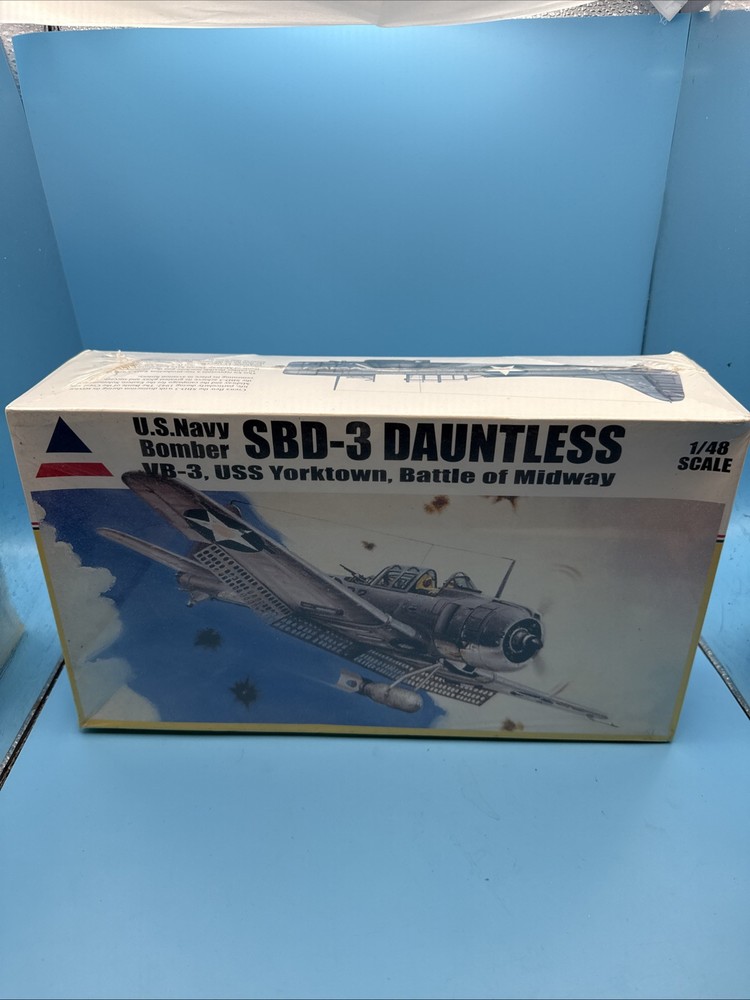 U.S.Navy
Bomber
SBD-3 DAUNTLESS
VB-3, USS Yorktown, Battle of Midway
1/48
SCALE